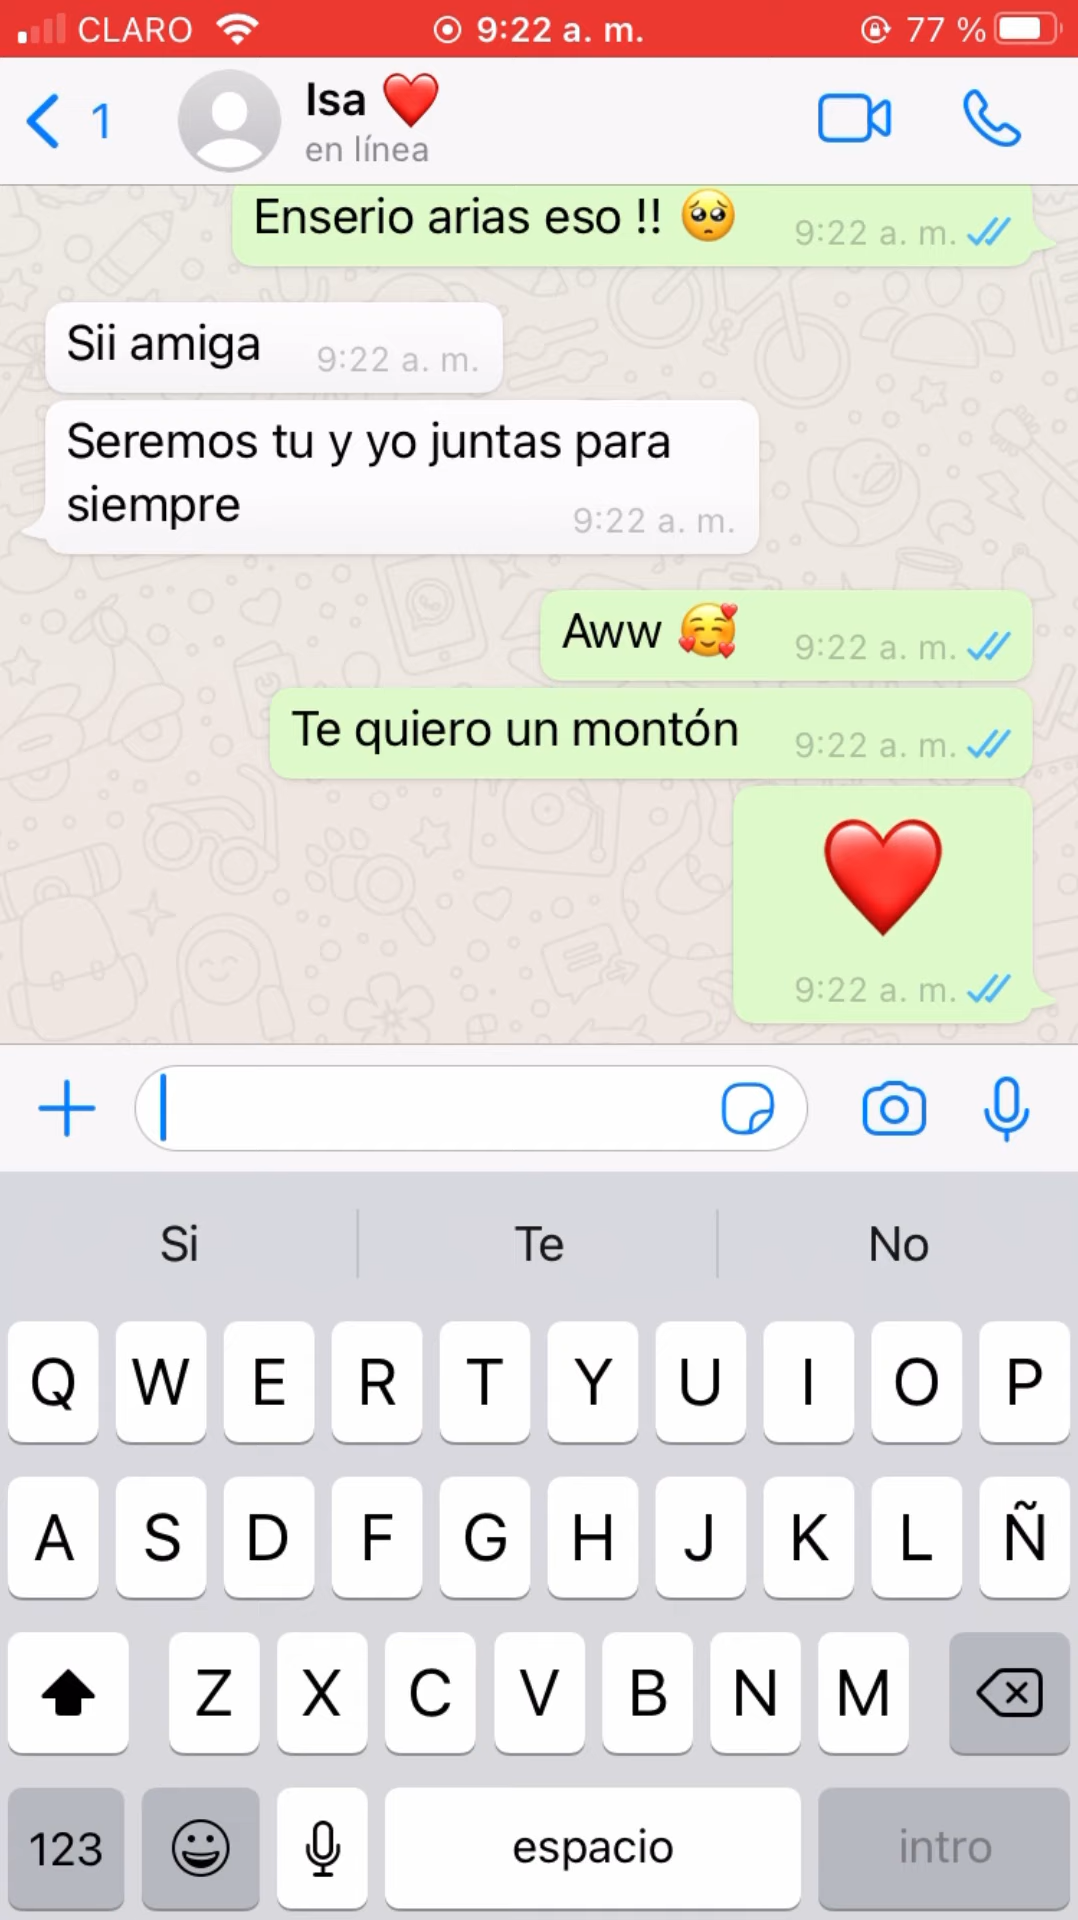 CLARO 9:22 a. m. 77 %
1 Isa ❤️
en línea
Enserio arias eso !! 🥺 9:22 a. m.
Sii amiga 9:22 a. m.
Seremos tu y yo juntas para
siempre 9:22 a. m.
Aww 🥰 9:22 a. m.
Te quiero un montón 9:22 a. m.
❤️
9:22 a. m.
Si Te No
Q W E R T Y U I O P
A S D F G H J K L Ñ
Z X C V B N M
123 espacio intro